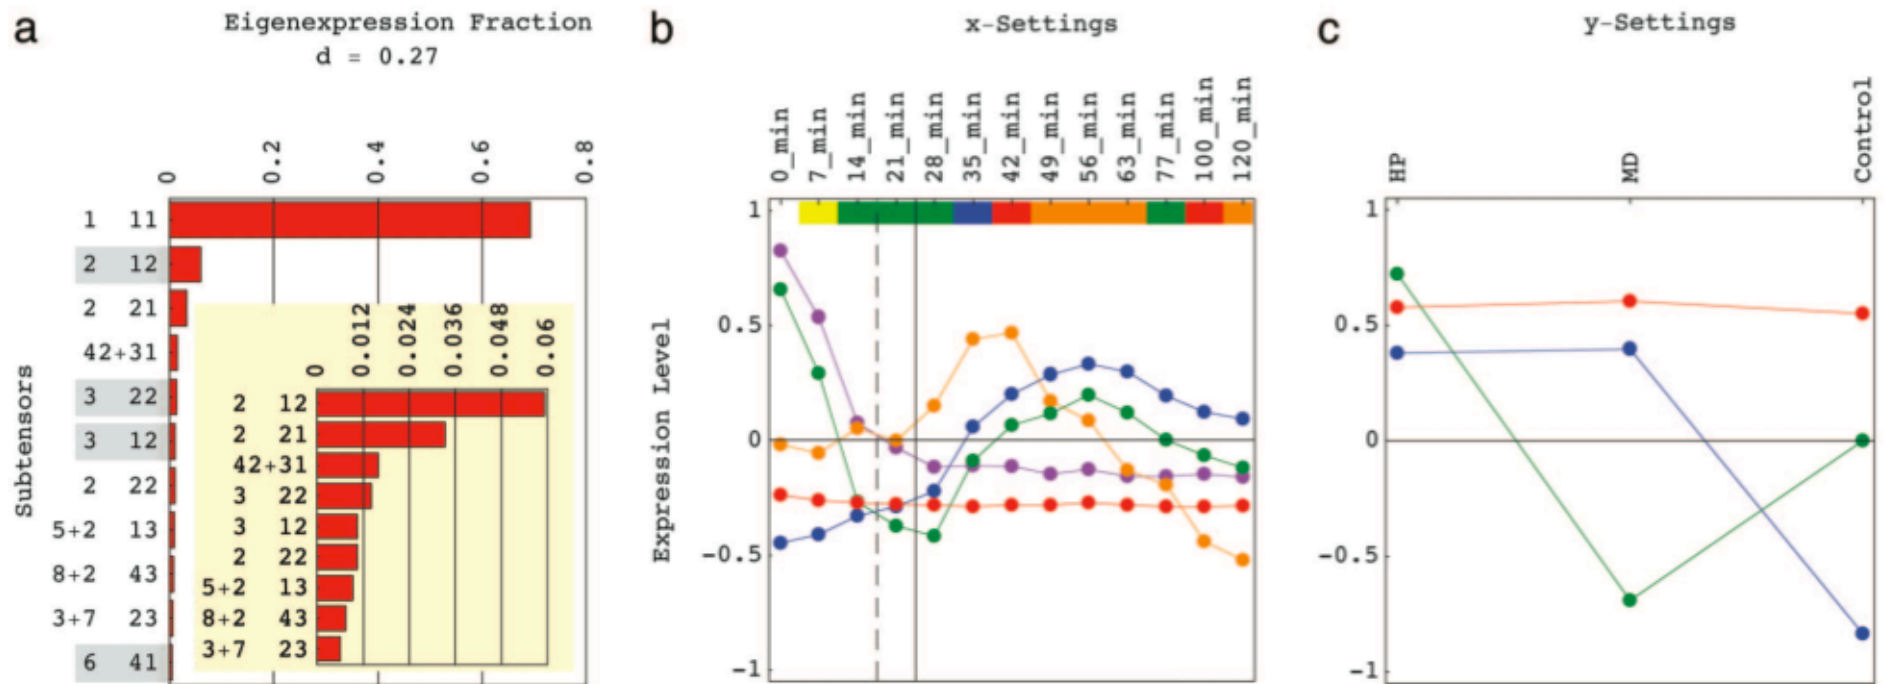 a
Eigenexpression Fraction
d = 0.27
0 0.2 0.4 0.6 0.8
Subtensors
1 11
2 12
2 21
42+31
3 22
3 12
2 22
5+2 13
8+2 43
3+7 23
6 41
0 0.012 0.024 0.036 0.048 0.06
2 12
2 21
42+31
3 22
3 12
2 22
5+2 13
8+2 43
3+7 23
b
x-Settings
0_min 7_min 14_min 21_min 28_min 35_min 42_min 49_min 56_min 63_min 77_min 100_min 120_min
Expression Level
1
0.5
0
-0.5
-1
c
y-Settings
HP MD Control
1
0.5
0
-0.5
-1